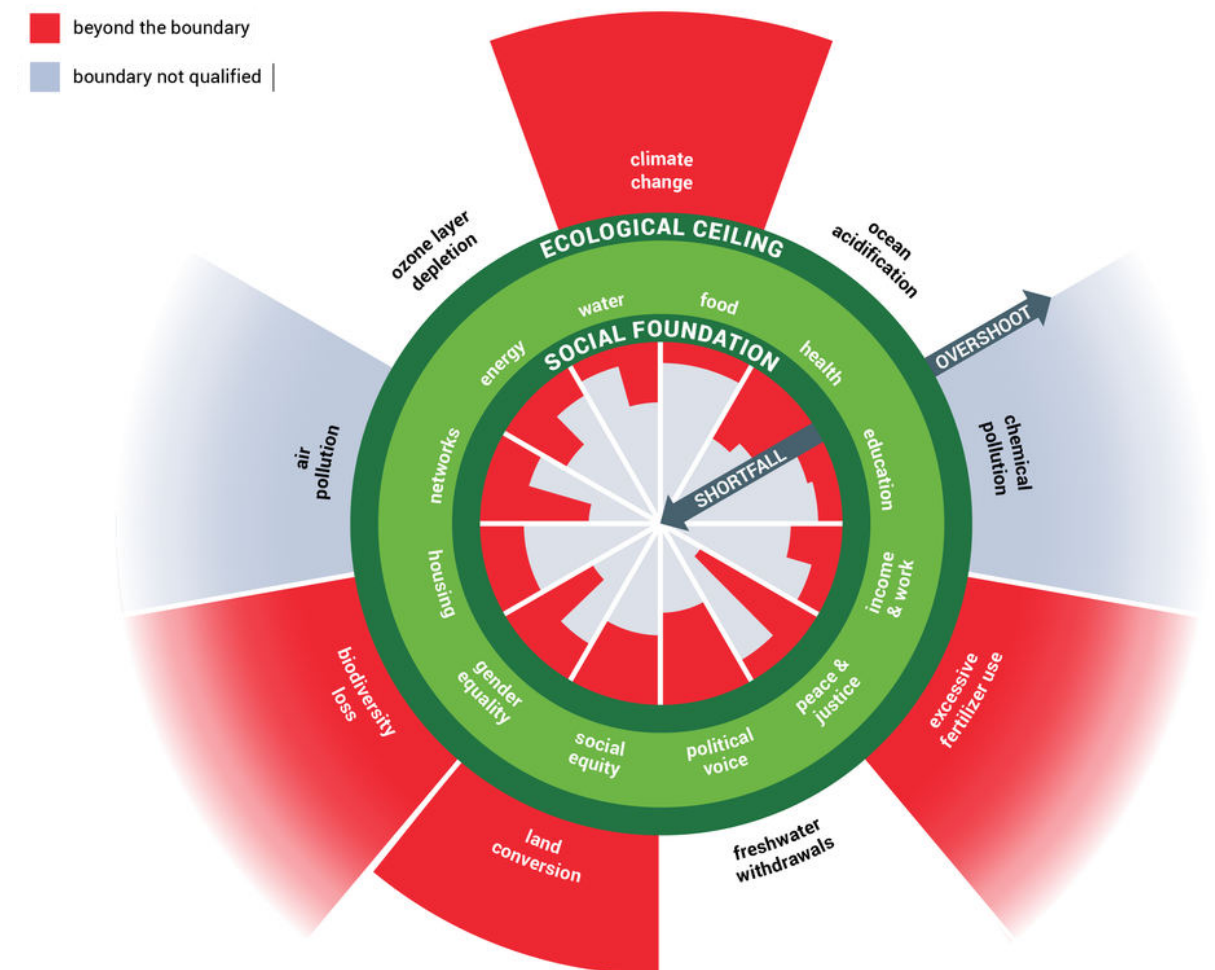 beyond the boundary
boundary not qualified
climate
change
ozone layer
depletion
ocean
acidification
ECOLOGICAL CEILING
OVERSHOOT
water
food
SOCIAL FOUNDATION
energy
health
networks
education
SHORTFALL
air
pollution
chemical
pollution
housing
income
& work
biodiversity
loss
gender
equality
peace &
justice
excessive
fertilizer use
social
equity
political
voice
land
conversion
freshwater
withdrawals